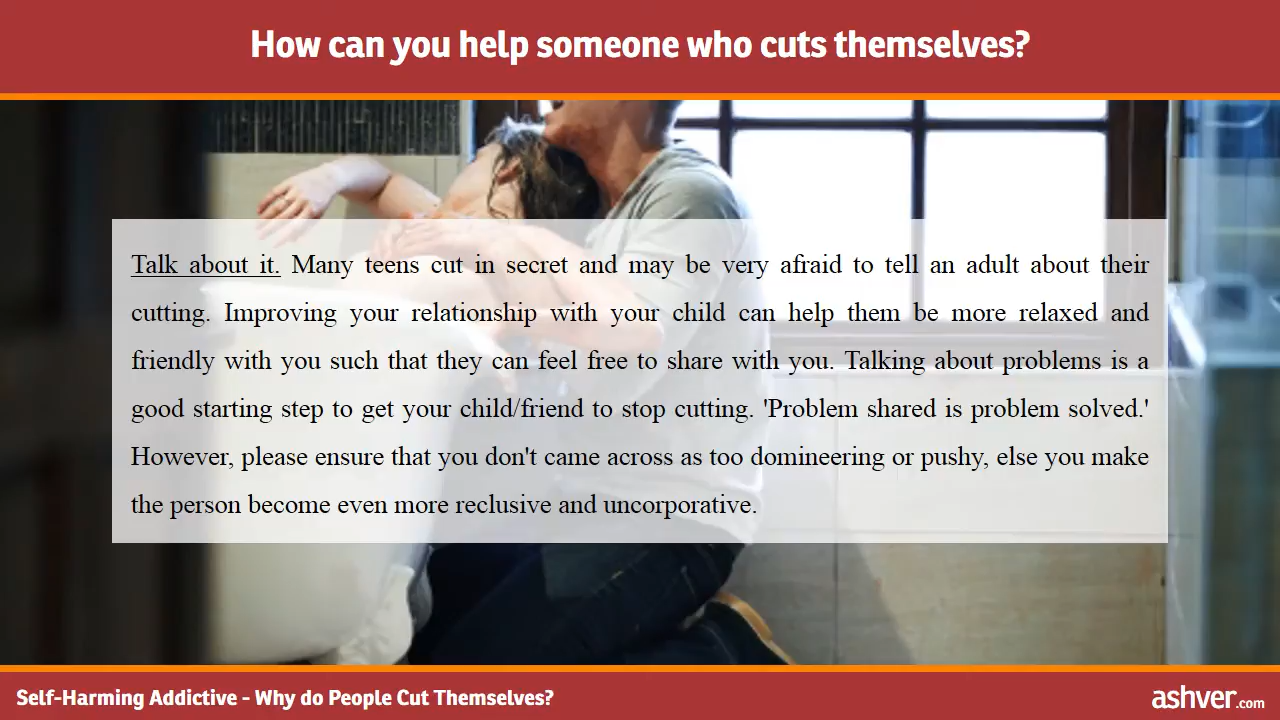 How can you help someone who cuts themselves?
Talk about it. Many teens cut in secret and may be very afraid to tell an adult about their
cutting. Improving your relationship with your child can help them be more relaxed and
friendly with you such that they can feel free to share with you. Talking about problems is a
good starting step to get your child/friend to stop cutting. 'Problem shared is problem solved.'
However, please ensure that you don't came across as too domineering or pushy, else you make
the person become even more reclusive and uncorporative.
Self-Harming Addictive - Why do People Cut Themselves?
ashver.com